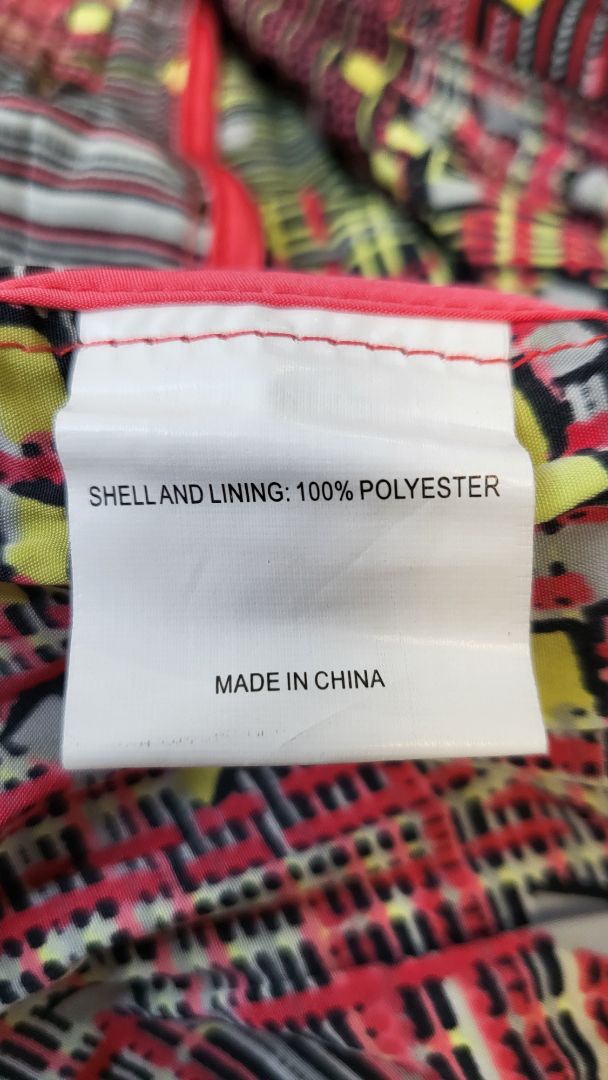 SHELL AND LINING: 100% POLYESTER
MADE IN CHINA